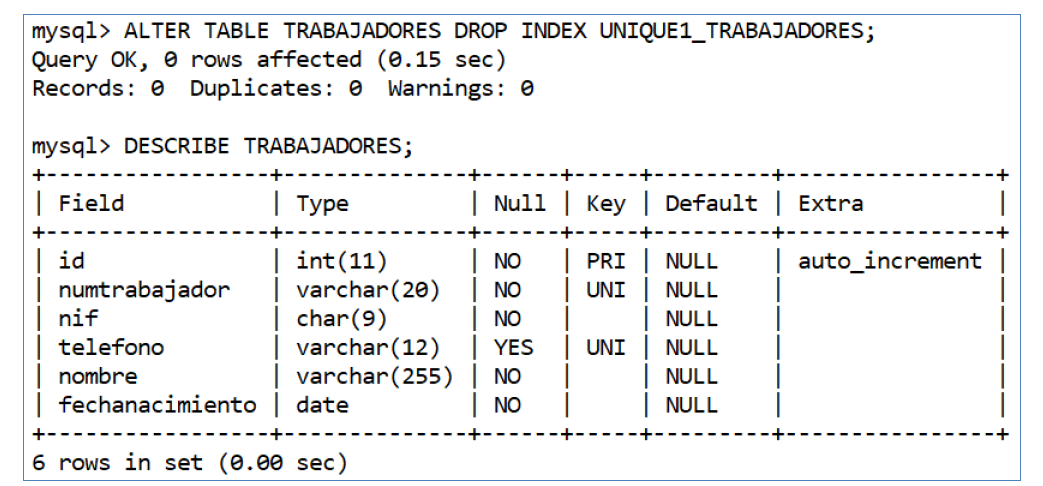 mysql> ALTER TABLE TRABAJADORES DROP INDEX UNIQUE1_TRABAJADORES;
Query OK, 0 rows affected (0.15 sec)
Records: 0  Duplicates: 0  Warnings: 0

mysql> DESCRIBE TRABAJADORES;
+-----------------+--------------+------+-----+---------+----------------+
| Field           | Type         | Null | Key | Default | Extra          |
+-----------------+--------------+------+-----+---------+----------------+
| id              | int(11)      | NO   | PRI | NULL    | auto_increment |
| numtrabajador   | varchar(20)  | NO   | UNI | NULL    |                |
| nif             | char(9)      | NO   |     | NULL    |                |
| telefono        | varchar(12)  | YES  | UNI | NULL    |                |
| nombre          | varchar(255) | NO   |     | NULL    |                |
| fechanacimiento | date         | NO   |     | NULL    |                |
+-----------------+--------------+------+-----+---------+----------------+
6 rows in set (0.00 sec)